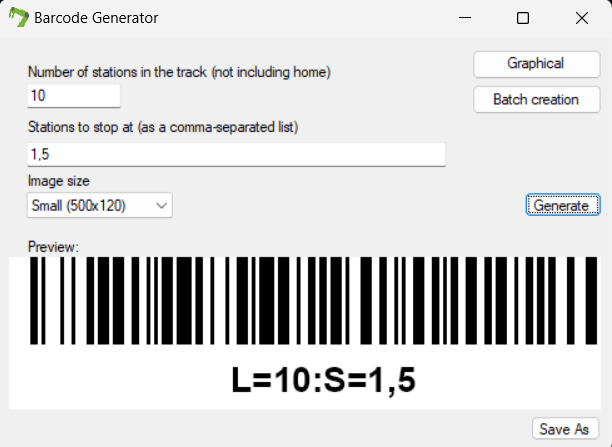 Barcode Generator
Graphical
Number of stations in the track (not including home)
10
Batch creation
Stations to stop at (as a comma-separated list)
1,5
Image size
Small (500x120)
Generate
Preview:
L=10:S=1,5
Save As